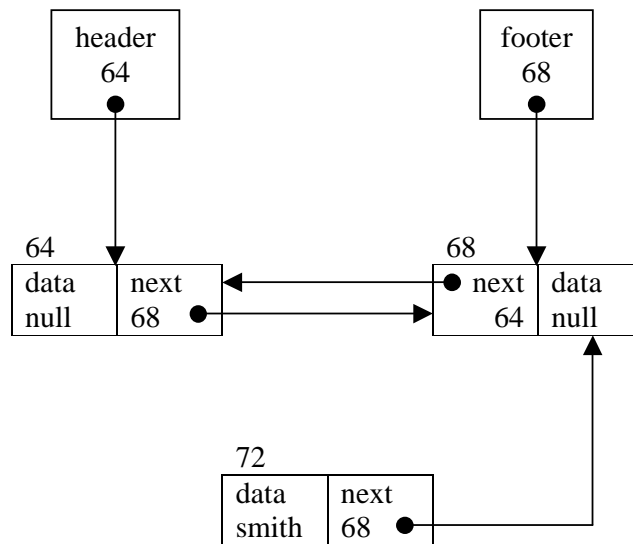 header
64
footer
68
64
data
null
next
68
68
next
64
data
null
72
data
smith
next
68